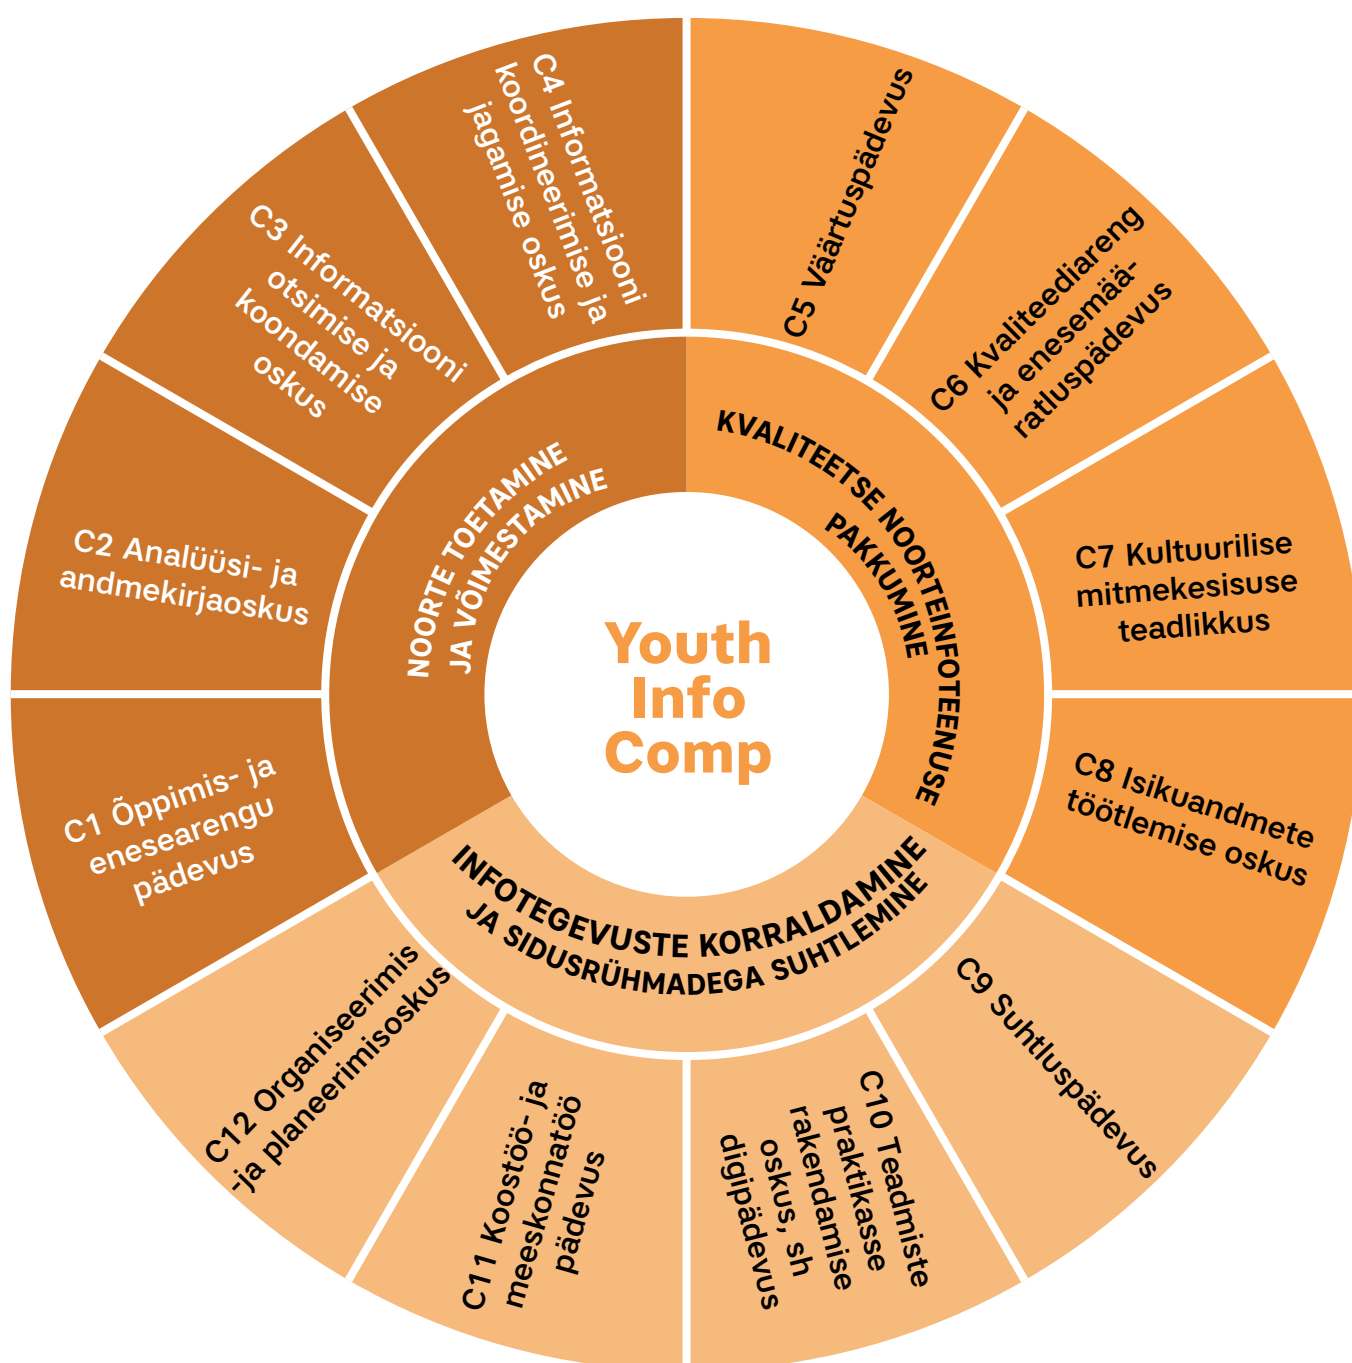 Youth
Info
Comp
NOORTE TOETAMINE
JA VÕIMESTAMINE
KVALITEETSE NOORTEINFOTEENUSE
PAKKUMINE
INFOTEGEVUSTE KORRALDAMINE
JA SIDUSRÜHMADEGA SUHTLEMINE
C1 Õppimis- ja
enesearengu
pädevus
C2 Analüüsi- ja
andmekirjaoskus
C3 Informatsiooni
otsimise ja
koondamise
oskus
C4 Informatsiooni
koordineerimise ja
jagamise oskus
C5 Väärtuspädevus
C6 Kvaliteediareng
ja enesemää-
ratluspädevus
C7 Kultuurilise
mitmekesisuse
teadlikkus
C8 Isikuandmete
töötlemise oskus
C9 Suhtluspädevus
C10 Teadmiste
praktikasse
rakendamise
oskus, sh
digipädevus
C11 Koostöö- ja
meeskonnatöö
pädevus
C12 Organiseerimis
-ja planeerimisoskus